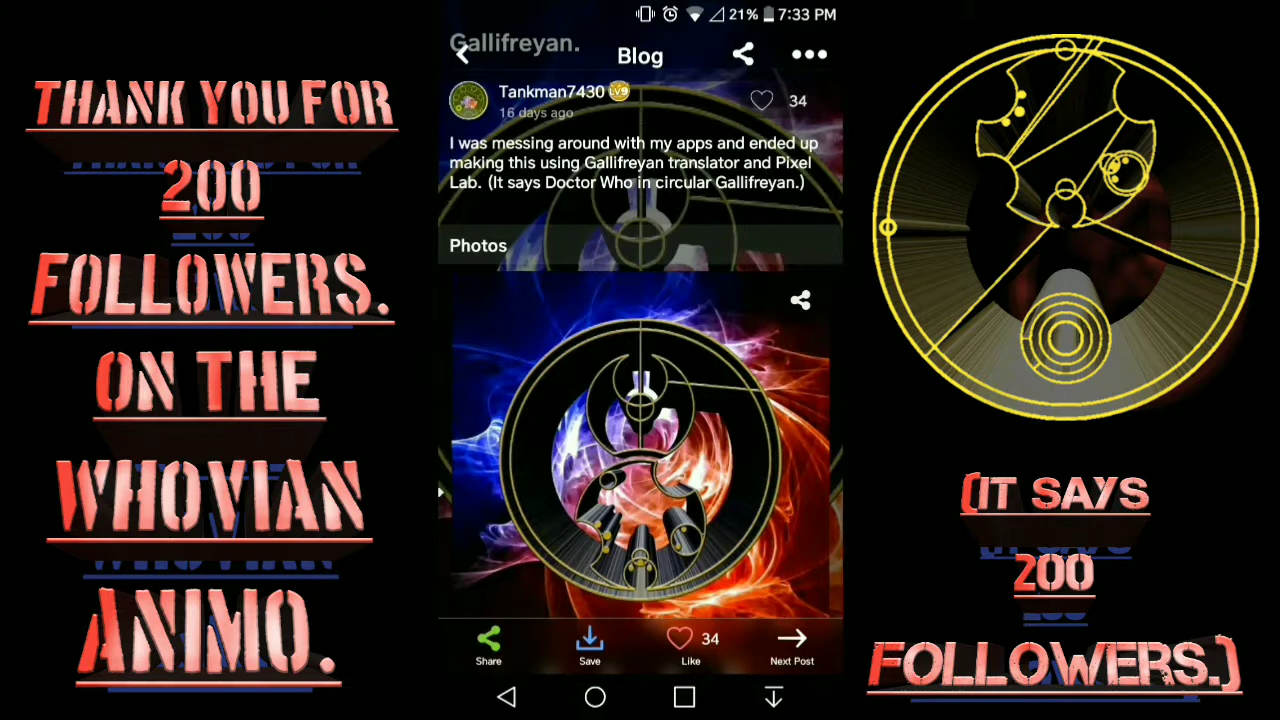 THANK YOU FOR
200
FOLLOWERS.
ON THE
WHOVIAN
ANIMO.
21% 7:33 PM
Gallifreyan.
Blog
Tankman7430 LV9
34
16 days ago
I was messing around with my apps and ended up
making this using Gallifreyan translator and Pixel
Lab. (It says Doctor Who in circular Gallifreyan.)
Photos
34
Share
Save
Like
Next Post
(IT SAYS
200
FOLLOWERS.)